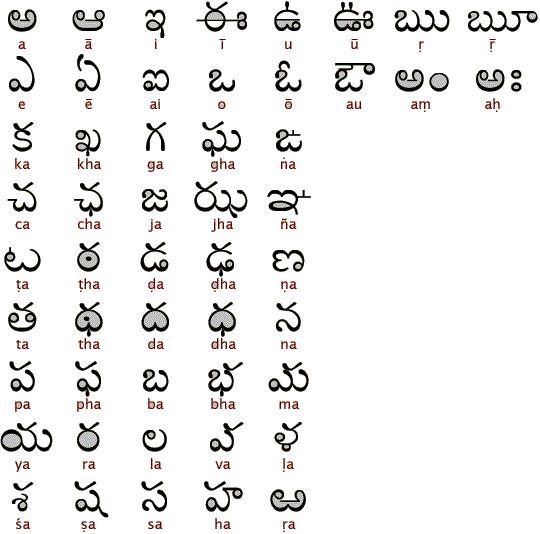 అ ఆ ఇ ఈ ఉ ఊ ఋ ౠ
a ā i ī u ū ṛ ṝ
ఎ ఏ ఐ ఒ ఓ ఔ అం అః
e ē ai o ō au aṃ aḥ
క ఖ గ ఘ ఙ
ka kha ga gha ṅa
చ ఛ జ ఝ ఞ
ca cha ja jha ña
ట ఠ డ ఢ ణ
ṭa ṭha ḍa ḍha ṇa
త థ ద ధ న
ta tha da dha na
ప ఫ బ భ మ
pa pha ba bha ma
య ర ల వ ళ
ya ra la va ḷa
శ ష స హ ఱ
śa ṣa sa ha ṛa